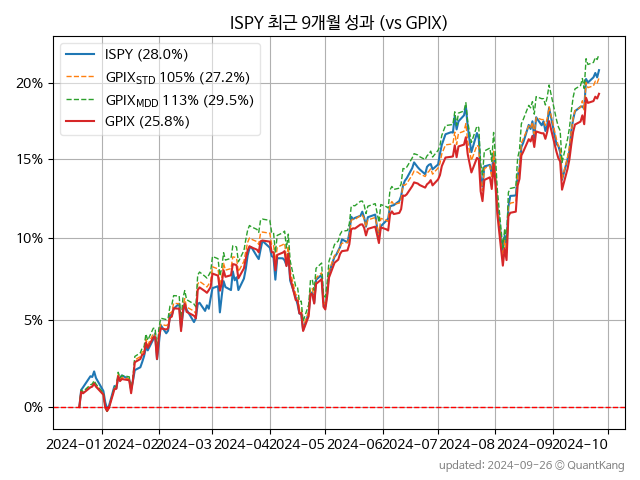 ISPY 최근 9개월 성과 (vs GPIX)
ISPY (28.0%)
GPIXSTD 105% (27.2%)
GPIXMDD 113% (29.5%)
GPIX (25.8%)
20%
15%
10%
5%
0%
2024-01 2024-02 2024-03 2024-04 2024-05 2024-06 2024-07 2024-08 2024-09 2024-10
updated: 2024-09-26 ⓒ QuantKang